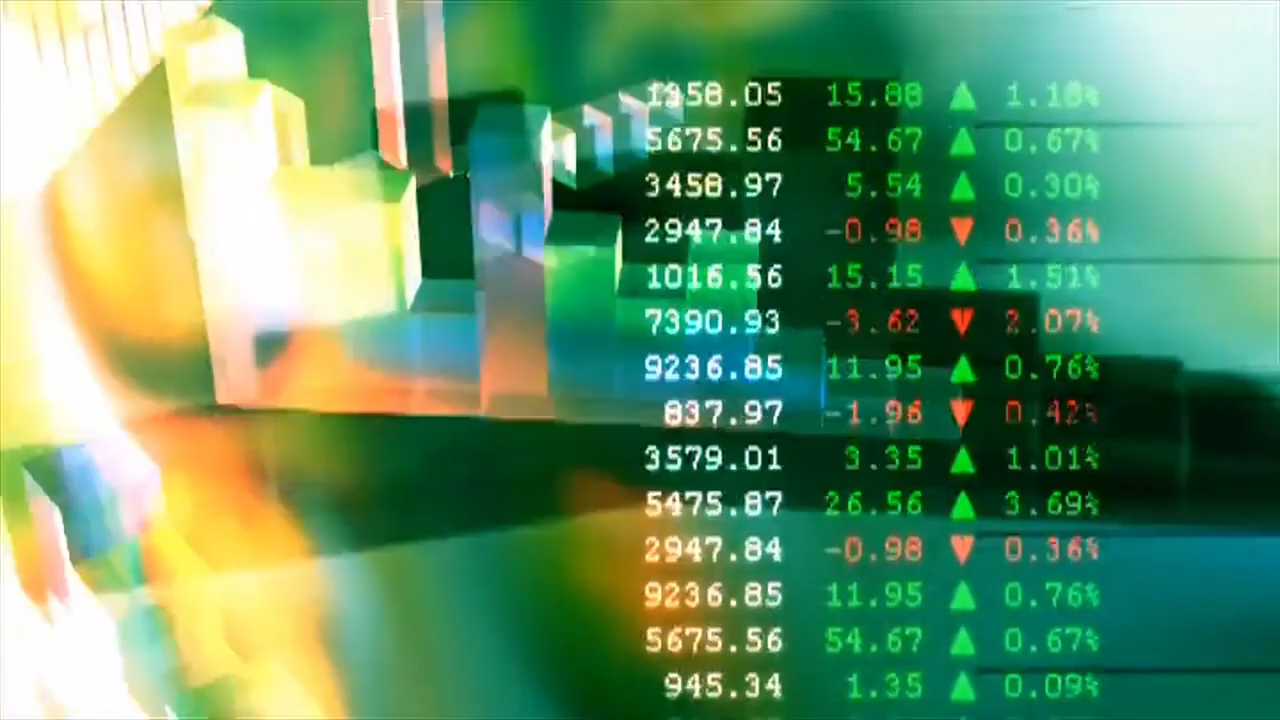 1358.05 15.88 ▲ 1.18%
5675.56 54.67 ▲ 0.67%
3458.97 5.54 ▲ 0.30%
2947.84 -0.98 ▼ 0.36%
1016.56 15.15 ▲ 1.51%
7390.93 -3.62 ▼ 2.07%
9236.85 11.95 ▲ 0.76%
837.97 -1.96 ▼ 0.42%
3579.01 3.35 ▲ 1.01%
5475.87 26.56 ▲ 3.69%
2947.84 -0.98 ▼ 0.36%
9236.85 11.95 ▲ 0.76%
5675.56 54.67 ▲ 0.67%
945.34 1.35 ▲ 0.09%